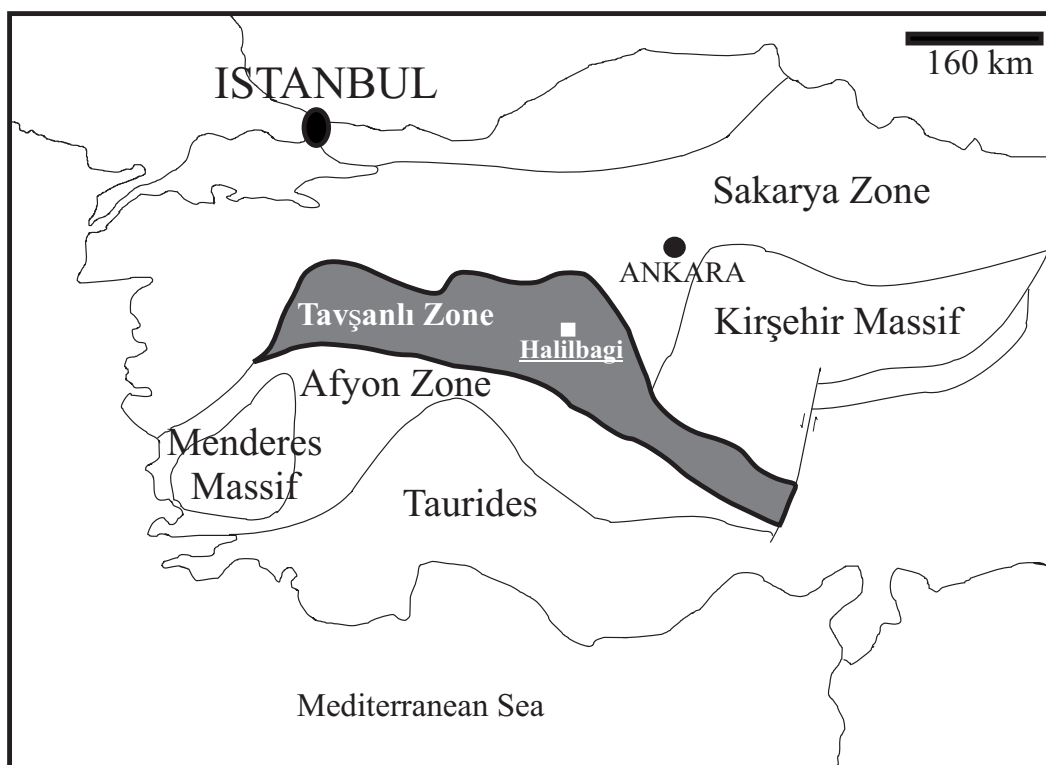 160 km
ISTANBUL
Sakarya Zone
ANKARA
Tavşanlı Zone
Kirşehir Massif
Halilbagi
Afyon Zone
Menderes
Massif
Taurides
Mediterranean Sea